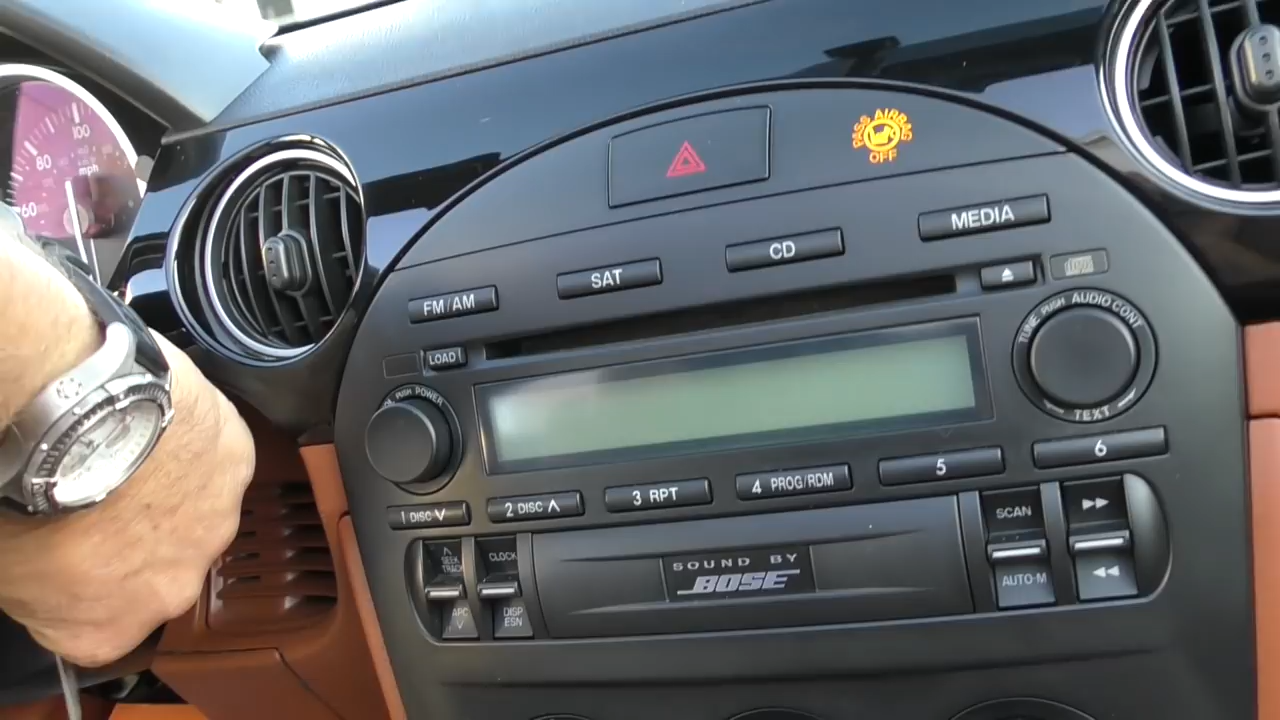 100
80
mph
60
PASS AIRBAG
OFF
MEDIA
CD
SAT
FM/AM
LOAD
PUSH POWER
TUNE PUSH AUDIO CONT
TEXT
1 DISC ∨
2 DISC ∧
3 RPT
4 PROG/RDM
5
6
∧
SEEK
TRACK
APC
∨
CLOCK
DISP
ESN
SOUND BY
BOSE
SCAN
AUTO-M